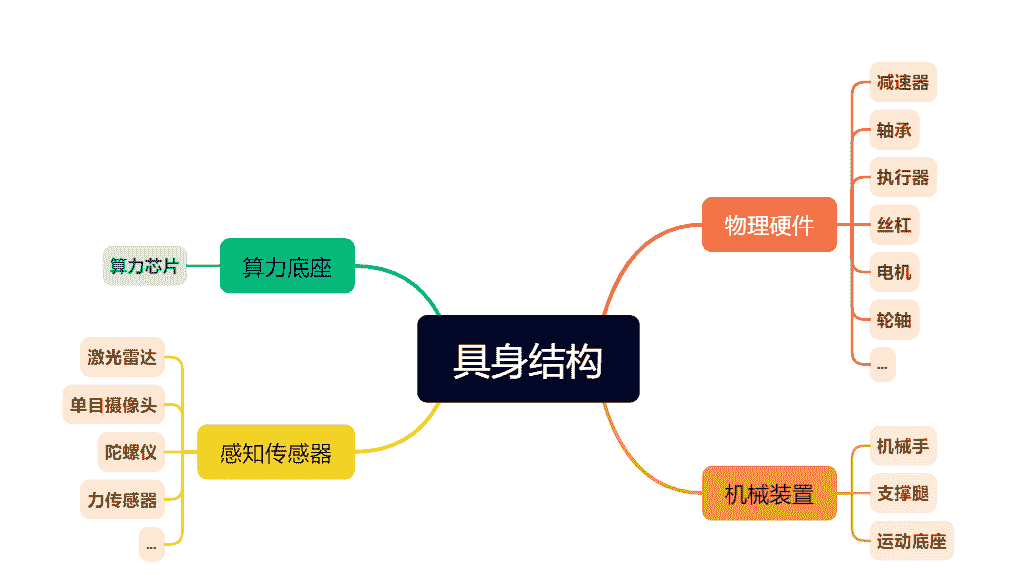 具身结构
物理硬件
减速器
轴承
执行器
丝杠
电机
轮轴
...
机械装置
机械手
支撑腿
运动底座
算力底座
算力芯片
感知传感器
激光雷达
单目摄像头
陀螺仪
力传感器
...